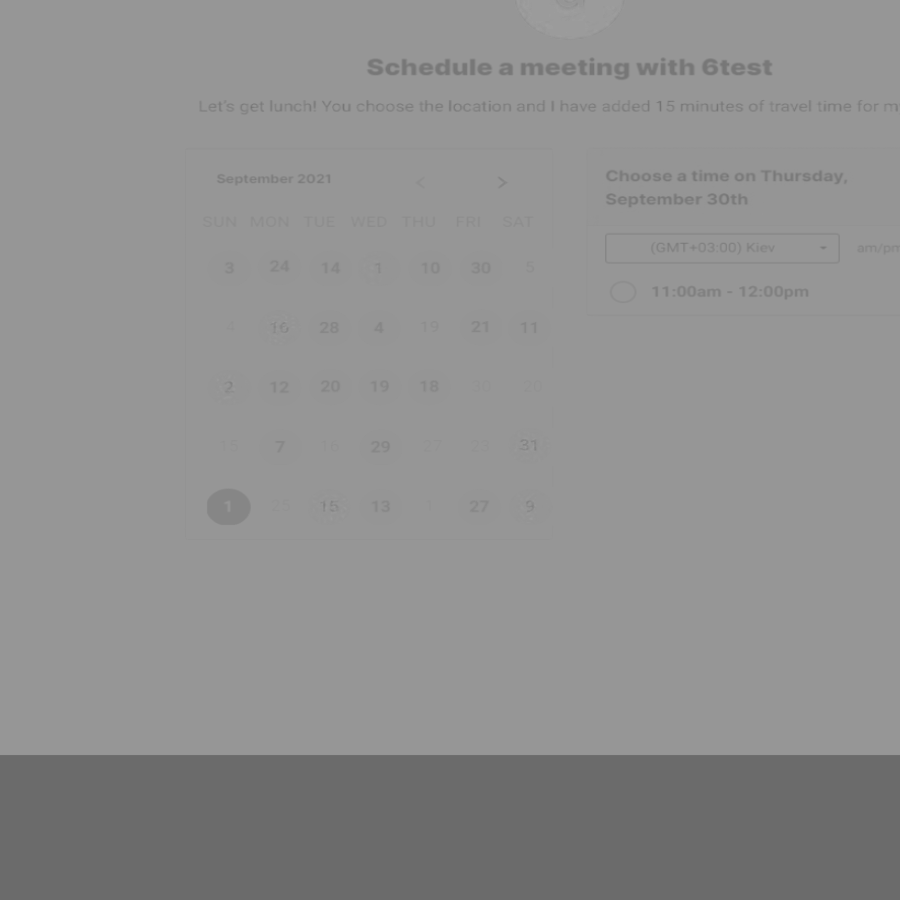 Schedule a meeting with 6test
Let's get lunch! You choose the location and I have added 15 minutes of travel time for m
September 2021 < >
SUN MON TUE WED THU FRI SAT
3 24 14 1 10 30 5
4 16 28 4 19 21 11
2 12 20 19 18 20
15 7 16 29 27 23 31
1 25 15 13 1 27 9
Choose a time on Thursday,
September 30th
(GMT+03:00) Kiev am/pm
11:00am - 12:00pm